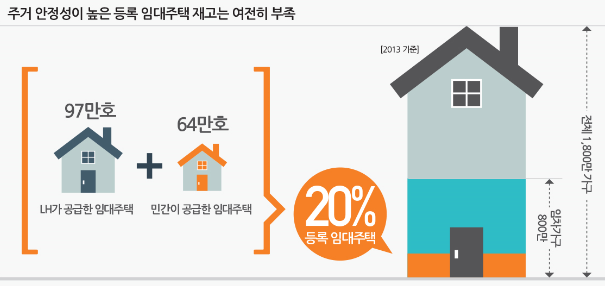 주거 안정성이 높은 등록 임대주택 재고는 여전히 부족
[2013 기준]
97만호
64만호
LH가 공급한 임대주택
민간이 공급한 임대주택
20%
등록 임대주택
전체 1,800만 가구
임차가구
800만